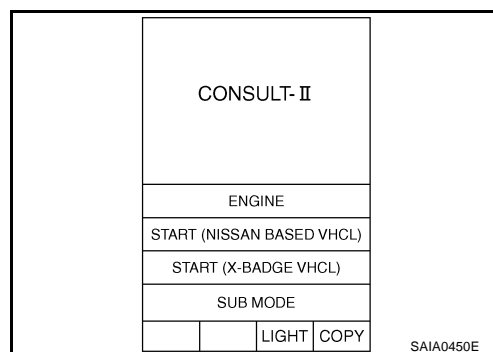 CONSULT-II
ENGINE
START (NISSAN BASED VHCL)
START (X-BADGE VHCL)
SUB MODE
LIGHT COPY
SAIA0450E